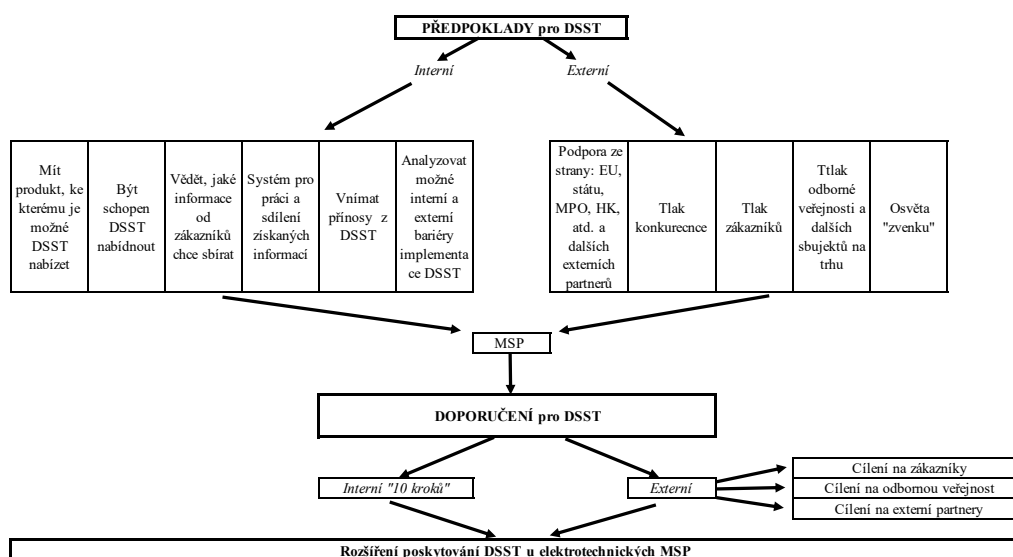 PŘEDPOKLADY pro DSST
Interní
Externí
Mít
produkt, ke
kterému je
možné
DSST
nabízet
Být
schopen
DSST
nabídnout
Vědět, jaké
informace
od
zákazníků
chce sbírat
Systém pro
práci a
sdílení
získaných
informací
Vnímat
přínosy z
DSST
Analyzovat
možné
interní a
externí
bariéry
implementa
ce DSST
Podpora ze
strany: EU,
státu,
MPO, HK,
atd. a
dalších
externích
partnerů
Tlak
konkurecnce
Tlak
zákazníků
Ttlak
odborné
veřejnosti a
dalších
sbujektů na
trhu
Osvěta
"zvenku"
MSP
DOPORUČENÍ pro DSST
Interní "10 kroků"
Externí
Cílení na zákazníky
Cílení na odbornou veřejnost
Cílení na externí partnery
Rozšíření poskytování DSST u elektrotechnických MSP